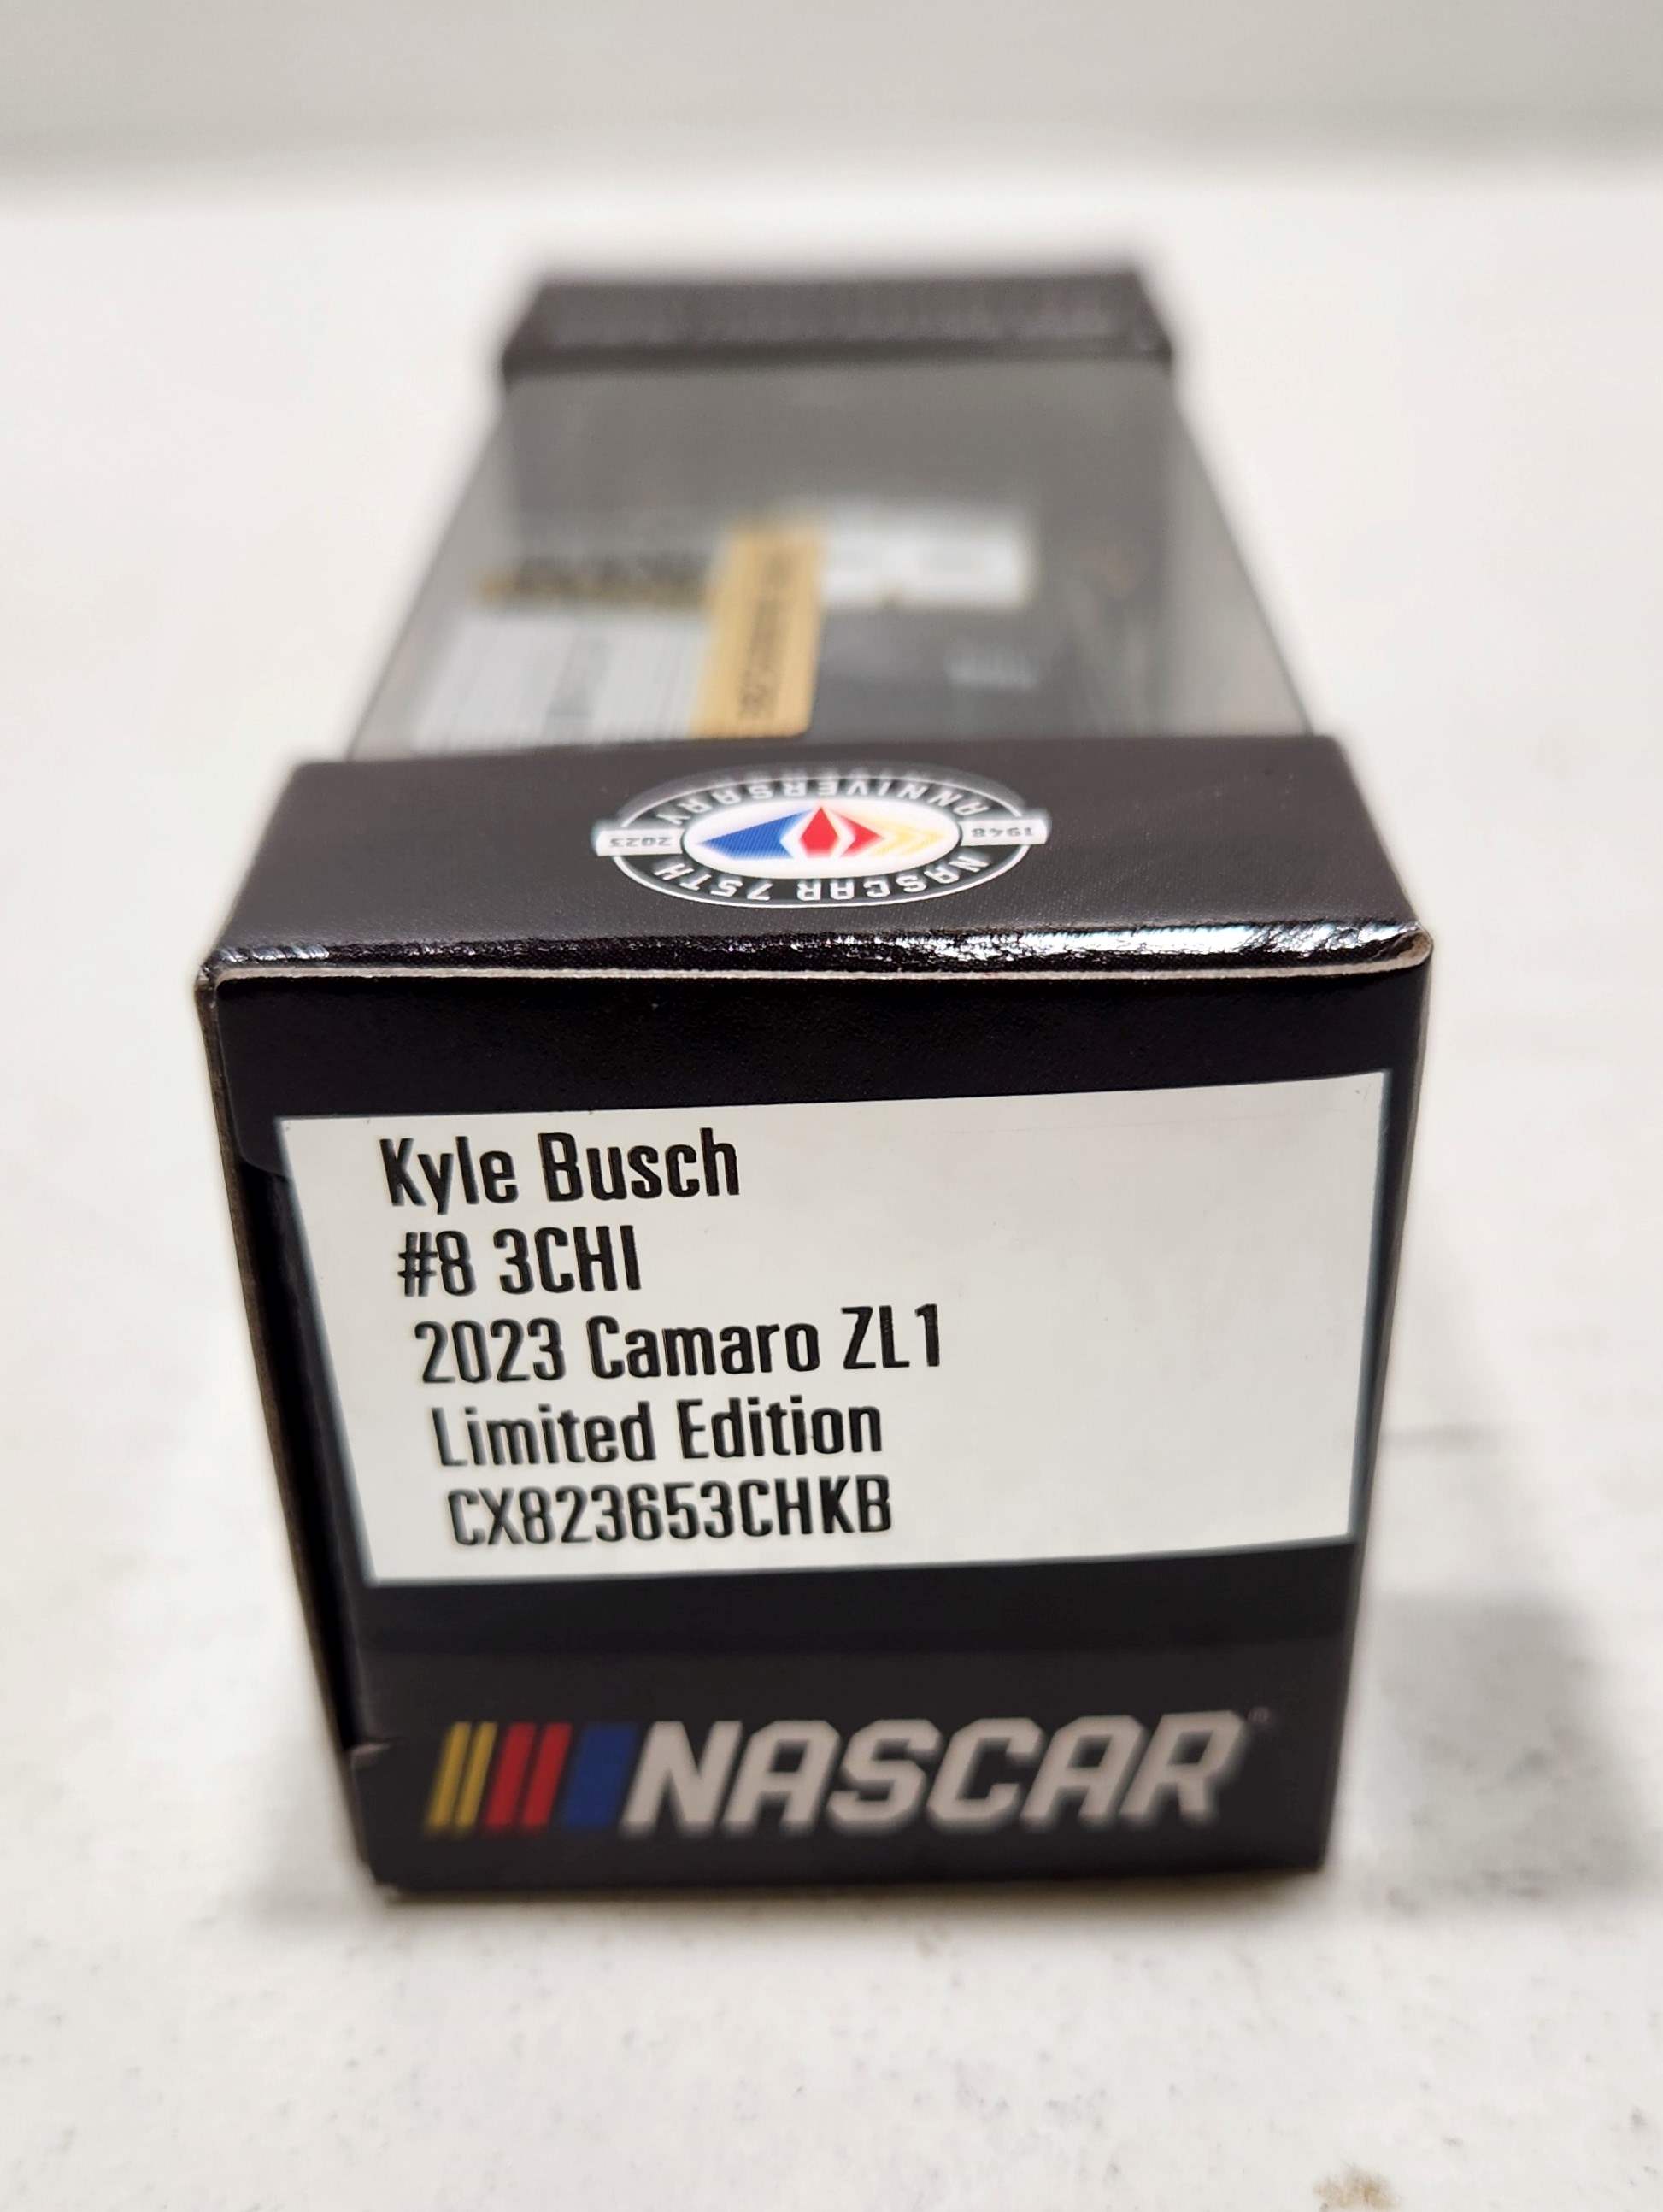 NASCAR 75TH
1948 2023
ANNIVERSARY
Kyle Busch
#8 3CHI
2023 Camaro ZL1
Limited Edition
CX823653CHKB
NASCAR